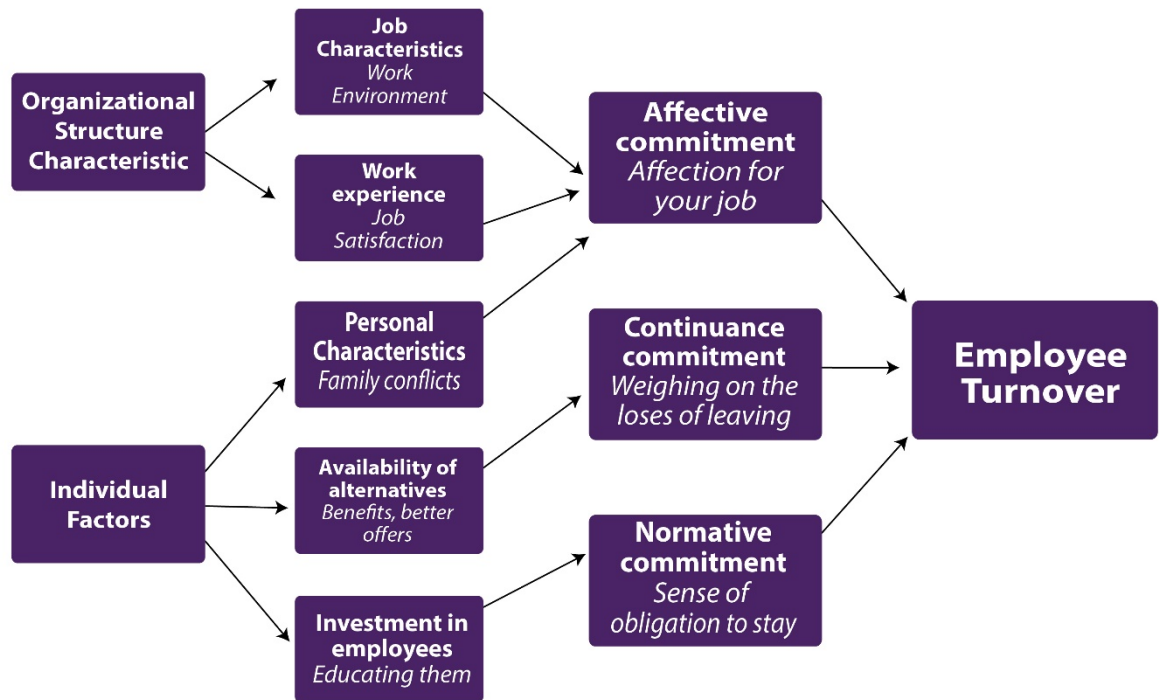 Organizational
Structure
Characteristic
Job
Characteristics
Work
Environment
Work
experience
Job
Satisfaction
Affective
commitment
Affection for
your job
Personal
Characteristics
Family conflicts
Continuance
commitment
Weighing on the
loses of leaving
Employee
Turnover
Individual
Factors
Availability of
alternatives
Benefits, better
offers
Normative
commitment
Sense of
obligation to stay
Investment in
employees
Educating them